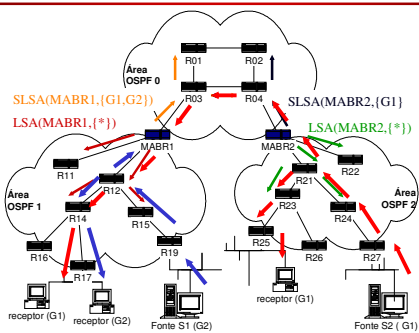 R01
R02
Área
OSPF 0
R03
R04
SLSA(MABR1,{G1,G2})
SLSA(MABR2,{G1}
LSA(MABR1,{*})
LSA(MABR2,{*})
MABR1
MABR2
R11
R12
R21
R22
Área
OSPF 1
R14
R15
R23
R24
Área
OSPF 2
R16
R19
R17
R25
R26
R27
receptor (G1)
receptor (G2)
Fonte S1 (G2)
receptor (G1)
Fonte S2 ( G1)